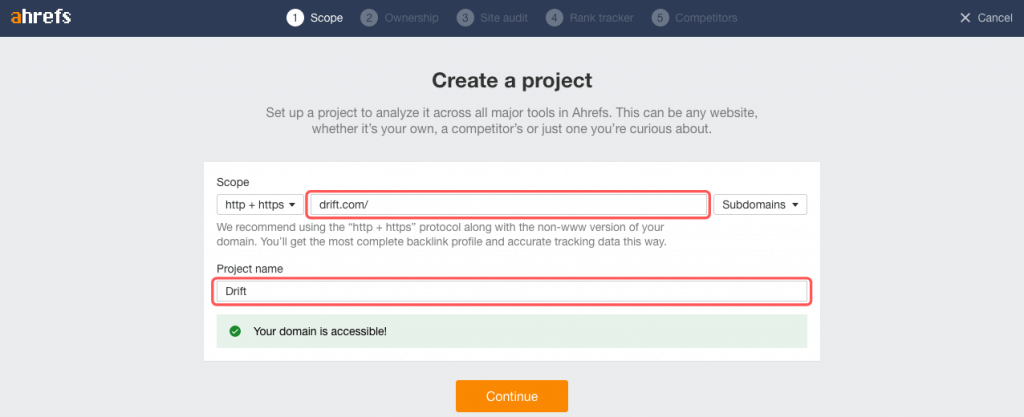 ahrefs
1 Scope 2 Ownership 3 Site audit 4 Rank tracker 5 Competitors
Cancel
Create a project
Set up a project to analyze it across all major tools in Ahrefs. This can be any website,
whether it's your own, a competitor's or just one you're curious about.
Scope
http + https drift.com/ Subdomains
We recommend using the “http + https” protocol along with the non-www version of your
domain. You'll get the most complete backlink profile and accurate tracking data this way.
Project name
Drift
Your domain is accessible!
Continue